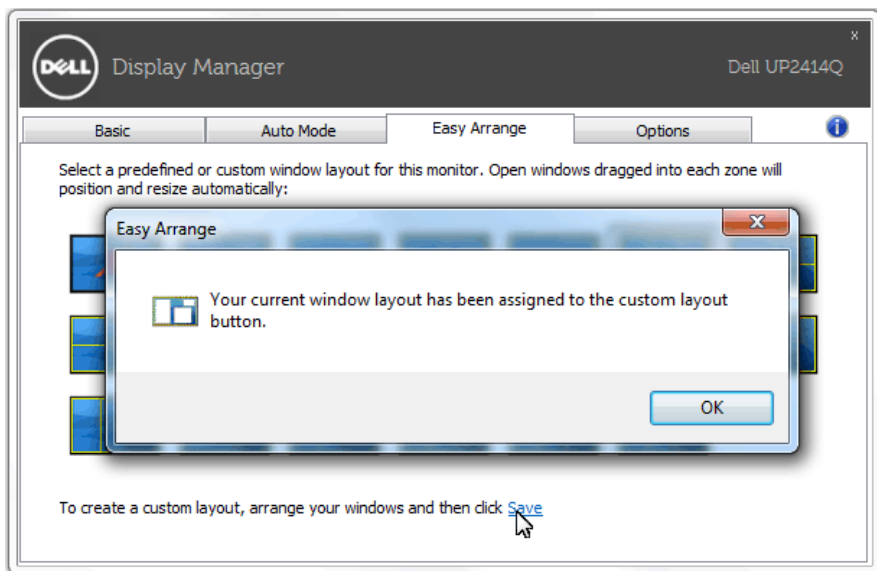 x
DELL
Display Manager
Dell UP2414Q
Basic
Auto Mode
Easy Arrange
Options
i
Select a predefined or custom window layout for this monitor. Open windows dragged into each zone will
position and resize automatically:
Easy Arrange
x
Your current window layout has been assigned to the custom layout
button.
OK
To create a custom layout, arrange your windows and then click Save